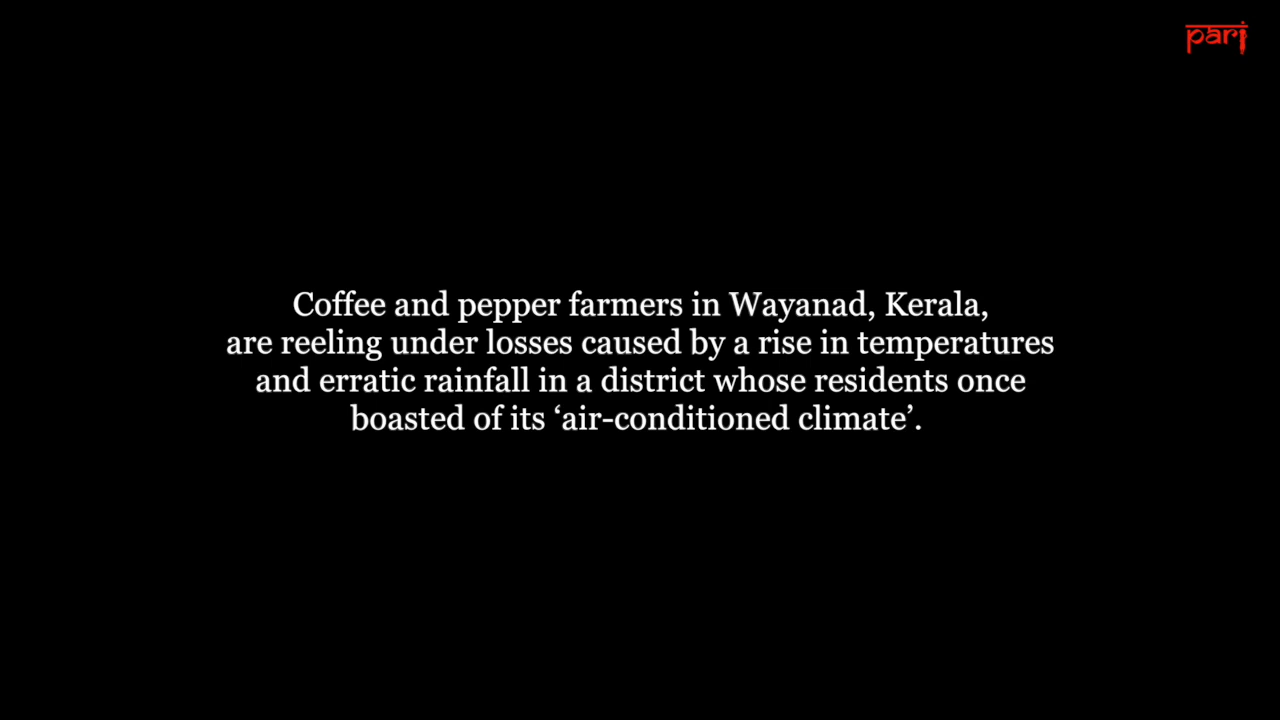 pari
Coffee and pepper farmers in Wayanad, Kerala,
are reeling under losses caused by a rise in temperatures
and erratic rainfall in a district whose residents once
boasted of its ‘air-conditioned climate’.